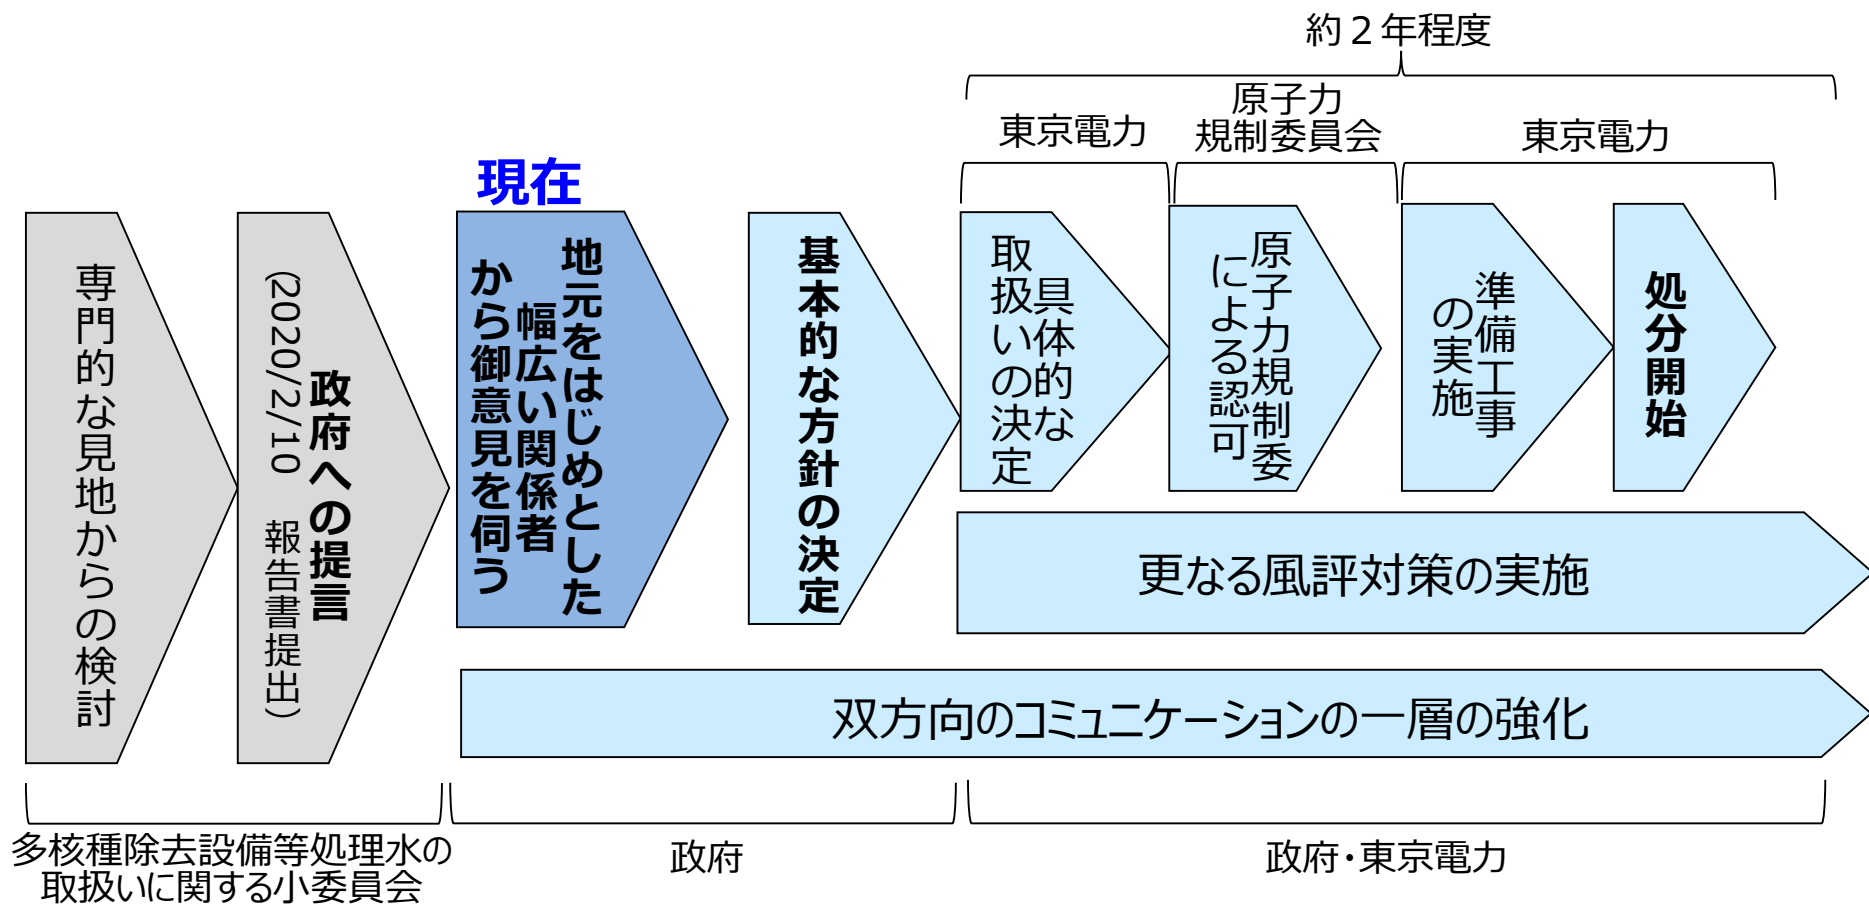 約２年程度
東京電力
原子力
規制委員会
東京電力
現在
専門的な見地からの検討
政府への提言
(2020/2/10 報告書提出)
地元をはじめとした
幅広い関係者
から御意見を伺う
基本的な方針の決定
具体的な
取扱いの決定
原子力規制委
による認可
準備工事
の実施
処分開始
更なる風評対策の実施
双方向のコミュニケーションの一層の強化
多核種除去設備等処理水の
取扱いに関する小委員会
政府
政府・東京電力